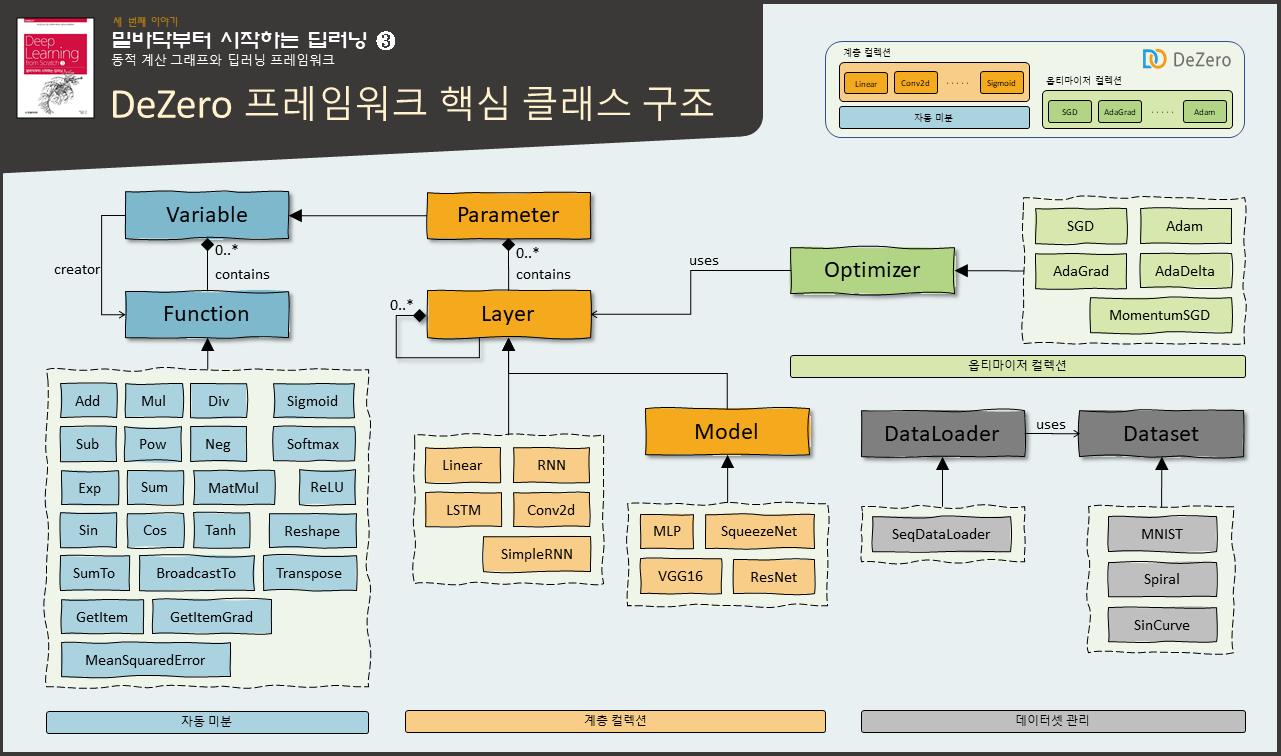 세 번째 이야기
밑바닥부터 시작하는 딥러닝 ❸
동적 계산 그래프와 딥러닝 프레임워크
DeZero 프레임워크 핵심 클래스 구조
Deep
Learning
from Scratch
계층 컬렉션
DeZero
Linear
Conv2d
·····
Sigmoid
자동 미분
옵티마이저 컬렉션
SGD
AdaGrad
·····
Adam
Variable
Parameter
0..*
contains
creator
Function
0..*
contains
0..*
Layer
uses
Optimizer
SGD
Adam
AdaGrad
AdaDelta
MomentumSGD
옵티마이저 컬렉션
Add
Mul
Div
Sigmoid
Sub
Pow
Neg
Softmax
Exp
Sum
MatMul
ReLU
Sin
Cos
Tanh
Reshape
SumTo
BroadcastTo
Transpose
GetItem
GetItemGrad
MeanSquaredError
자동 미분
Linear
RNN
LSTM
Conv2d
SimpleRNN
Model
MLP
SqueezeNet
VGG16
ResNet
계층 컬렉션
DataLoader
uses
Dataset
SeqDataLoader
MNIST
Spiral
SinCurve
데이터셋 관리